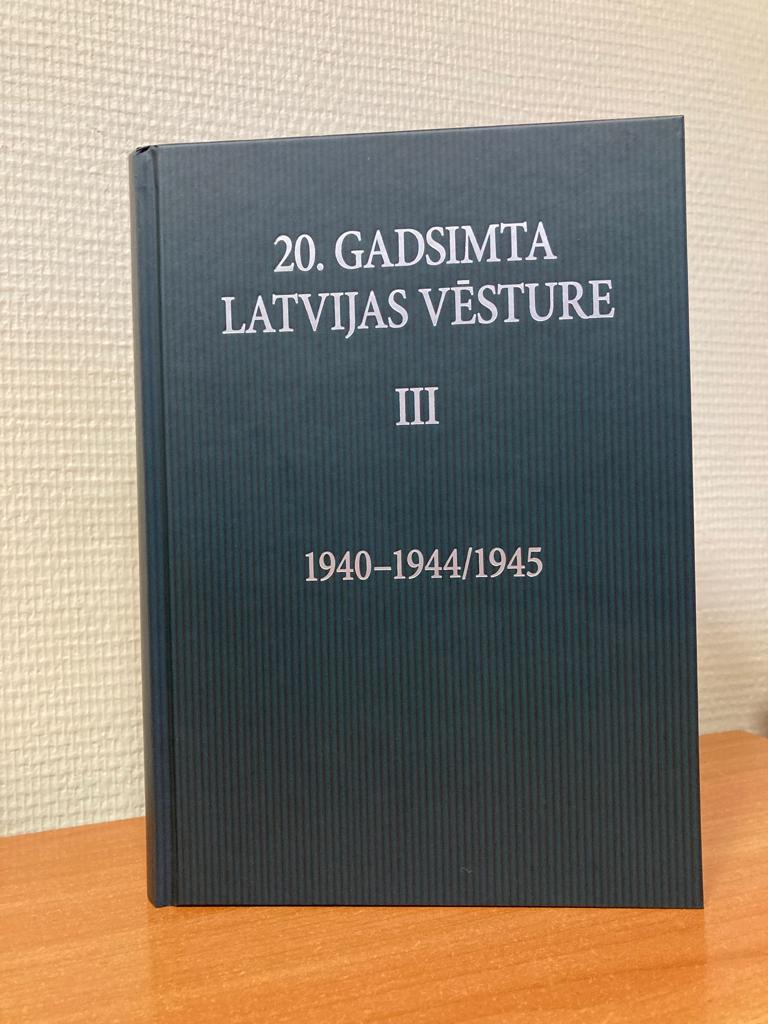 20. GADSIMTA
LATVIJAS VĒSTURE
III
1940–1944/1945